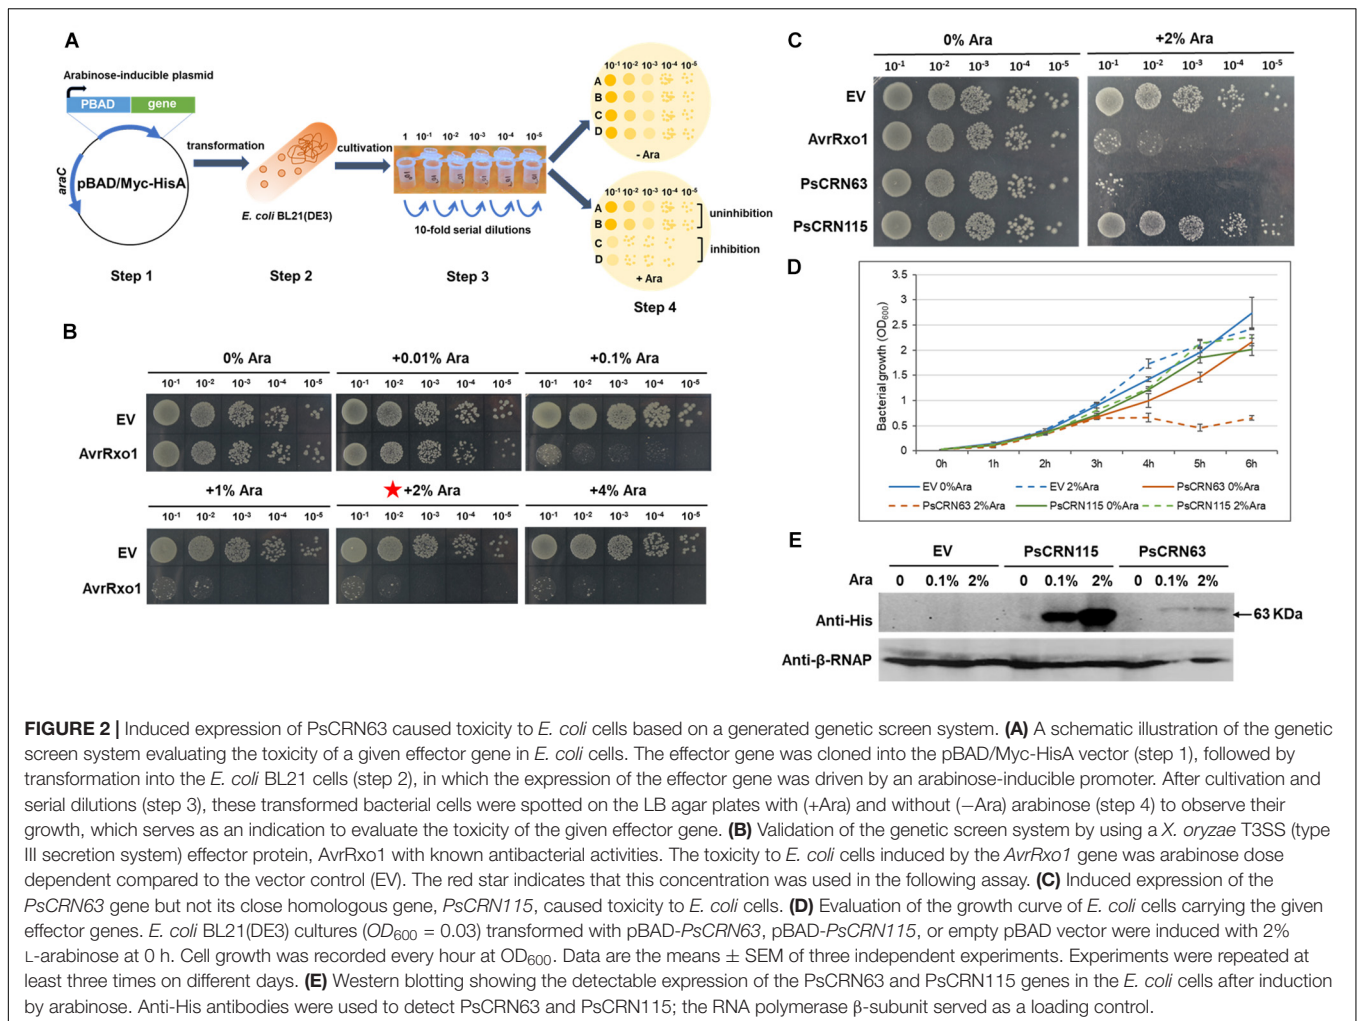 A
Arabinose-inducible plasmid
PBAD gene
araC
pBAD/Myc-HisA
Step 1
transformation
E. coli BL21(DE3)
Step 2
cultivation
1 10-1 10-2 10-3 10-4 10-5
10-fold serial dilutions
Step 3
10-1 10-2 10-3 10-4 10-5
A
B
C
D
- Ara
10-1 10-2 10-3 10-4 10-5
A
B
C
D
uninhibition
inhibition
+ Ara
Step 4
B
0% Ara +0.01% Ara +0.1% Ara
10-1 10-2 10-3 10-4 10-5 10-1 10-2 10-3 10-4 10-5 10-1 10-2 10-3 10-4 10-5
EV
AvrRxo1
+1% Ara +2% Ara +4% Ara
10-1 10-2 10-3 10-4 10-5 10-1 10-2 10-3 10-4 10-5 10-1 10-2 10-3 10-4 10-5
EV
AvrRxo1
C
0% Ara +2% Ara
10-1 10-2 10-3 10-4 10-5 10-1 10-2 10-3 10-4 10-5
EV
AvrRxo1
PsCRN63
PsCRN115
D
Bacterial growth (OD600)
3.5
3
2.5
2
1.5
1
0.5
0
0h 1h 2h 3h 4h 5h 6h
EV 0%Ara EV 2%Ara PsCRN63 0%Ara
PsCRN63 2%Ara PsCRN115 0%Ara PsCRN115 2%Ara
E
EV PsCRN115 PsCRN63
Ara 0 0.1% 2% 0 0.1% 2% 0 0.1% 2%
Anti-His
63 KDa
Anti-β-RNAP
FIGURE 2 | Induced expression of PsCRN63 caused toxicity to E. coli cells based on a generated genetic screen system. (A) A schematic illustration of the genetic
screen system evaluating the toxicity of a given effector gene in E. coli cells. The effector gene was cloned into the pBAD/Myc-HisA vector (step 1), followed by
transformation into the E. coli BL21 cells (step 2), in which the expression of the effector gene was driven by an arabinose-inducible promoter. After cultivation and
serial dilutions (step 3), these transformed bacterial cells were spotted on the LB agar plates with (+Ara) and without (−Ara) arabinose (step 4) to observe their
growth, which serves as an indication to evaluate the toxicity of the given effector gene. (B) Validation of the genetic screen system by using a X. oryzae T3SS (type
III secretion system) effector protein, AvrRxo1 with known antibacterial activities. The toxicity to E. coli cells induced by the AvrRxo1 gene was arabinose dose
dependent compared to the vector control (EV). The red star indicates that this concentration was used in the following assay. (C) Induced expression of the
PsCRN63 gene but not its close homologous gene, PsCRN115, caused toxicity to E. coli cells. (D) Evaluation of the growth curve of E. coli cells carrying the given
effector genes. E. coli BL21(DE3) cultures (OD600 = 0.03) transformed with pBAD-PsCRN63, pBAD-PsCRN115, or empty pBAD vector were induced with 2%
L-arabinose at 0 h. Cell growth was recorded every hour at OD600. Data are the means ± SEM of three independent experiments. Experiments were repeated at
least three times on different days. (E) Western blotting showing the detectable expression of the PsCRN63 and PsCRN115 genes in the E. coli cells after induction
by arabinose. Anti-His antibodies were used to detect PsCRN63 and PsCRN115; the RNA polymerase β-subunit served as a loading control.